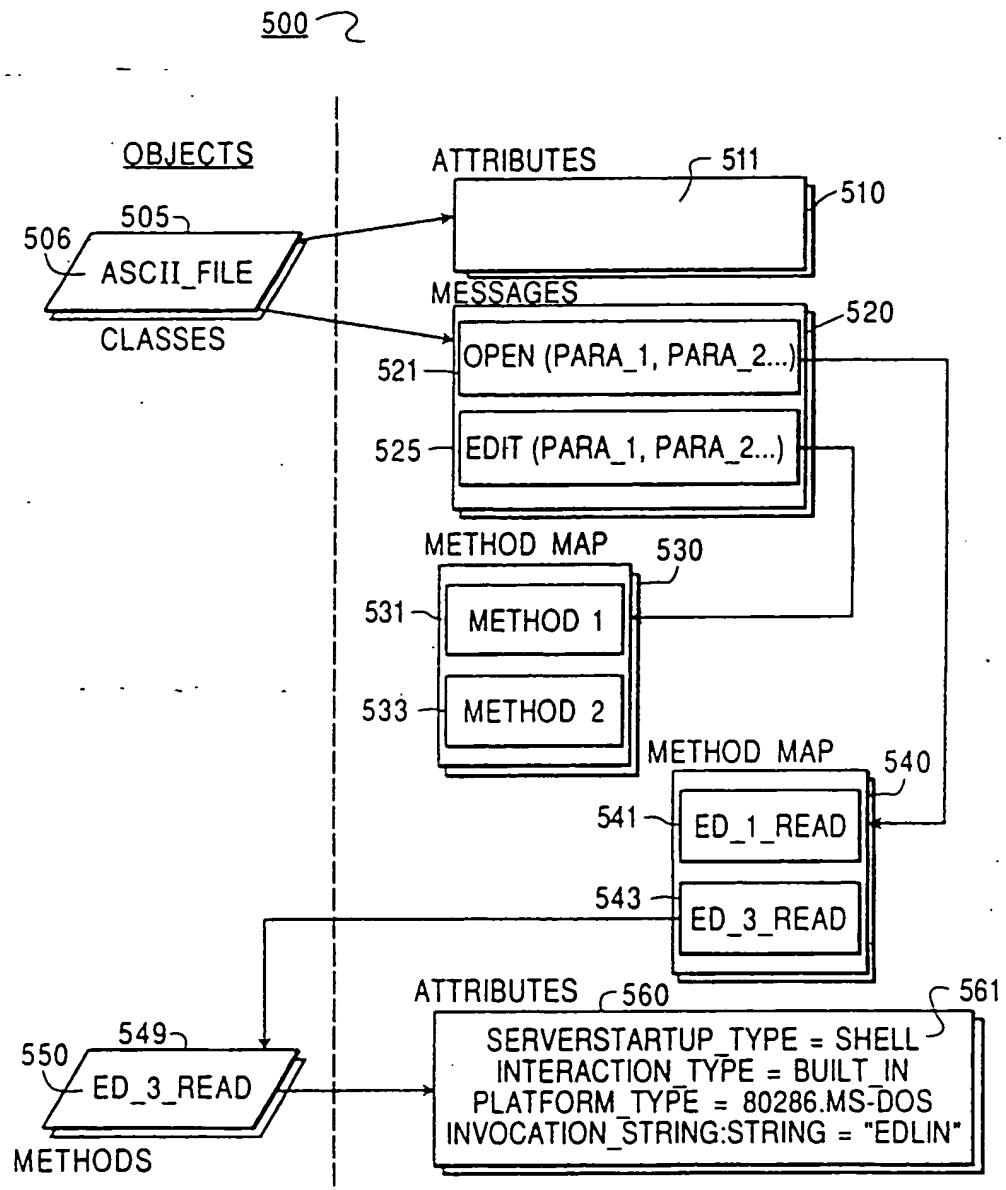 500
OBJECTS
ATTRIBUTES
511
510
505
506
ASCII_FILE
CLASSES
MESSAGES
520
521
OPEN (PARA_1, PARA_2...)
525
EDIT (PARA_1, PARA_2...)
METHOD MAP
530
531
METHOD 1
533
METHOD 2
METHOD MAP
540
541
ED_1_READ
543
ED_3_READ
ATTRIBUTES
560
561
SERVERSTARTUP_TYPE = SHELL
INTERACTION_TYPE = BUILT_IN
PLATFORM_TYPE = 80286.MS-DOS
INVOCATION_STRING:STRING = "EDLIN"
549
550
ED_3_READ
METHODS